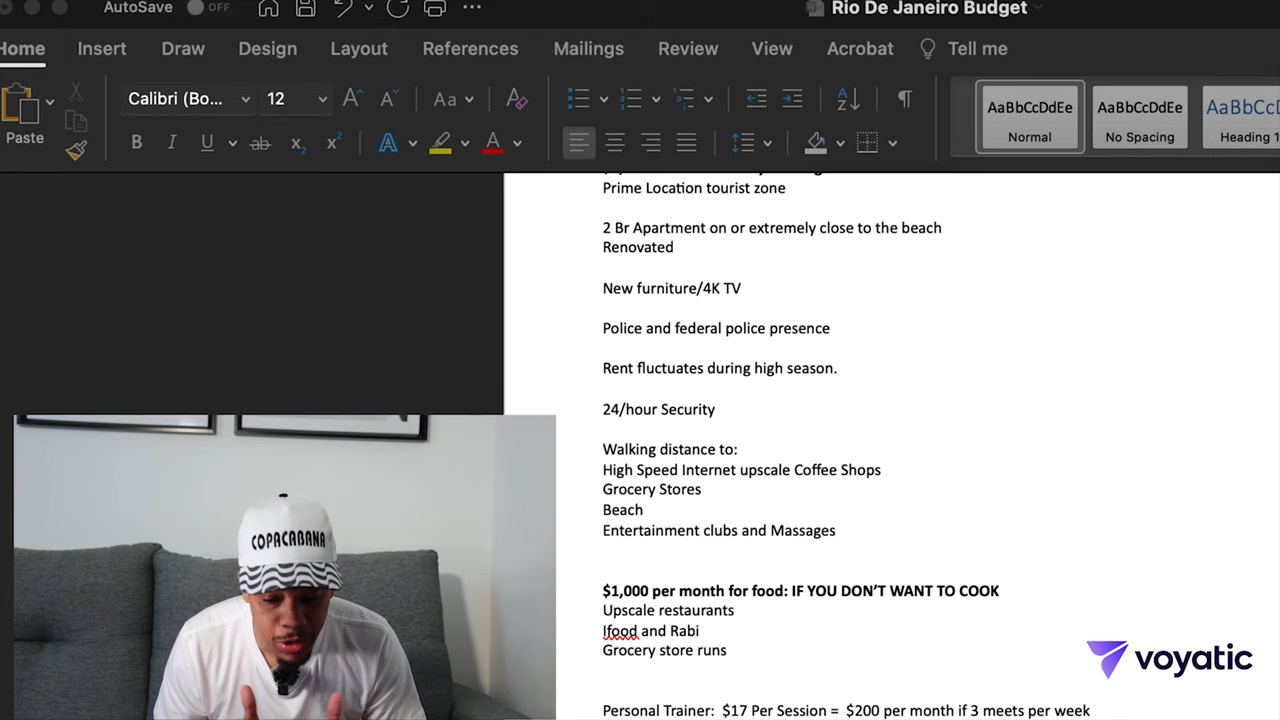 AutoSave OFF
Rio De Janeiro Budget
Home Insert Draw Design Layout References Mailings Review View Acrobat Tell me
Paste
Calibri (Bo... 12
Aa
AaBbCcDdEe
Normal
AaBbCcDdEe
No Spacing
AaBbCcD
Heading 1
Prime Location tourist zone
2 Br Apartment on or extremely close to the beach
Renovated
New furniture/4K TV
Police and federal police presence
Rent fluctuates during high season.
24/hour Security
Walking distance to:
High Speed Internet upscale Coffee Shops
Grocery Stores
Beach
Entertainment clubs and Massages
$1,000 per month for food: IF YOU DON’T WANT TO COOK
Upscale restaurants
Ifood and Rabi
Grocery store runs
Personal Trainer: $17 Per Session = $200 per month if 3 meets per week
COPACABANA
voyatic